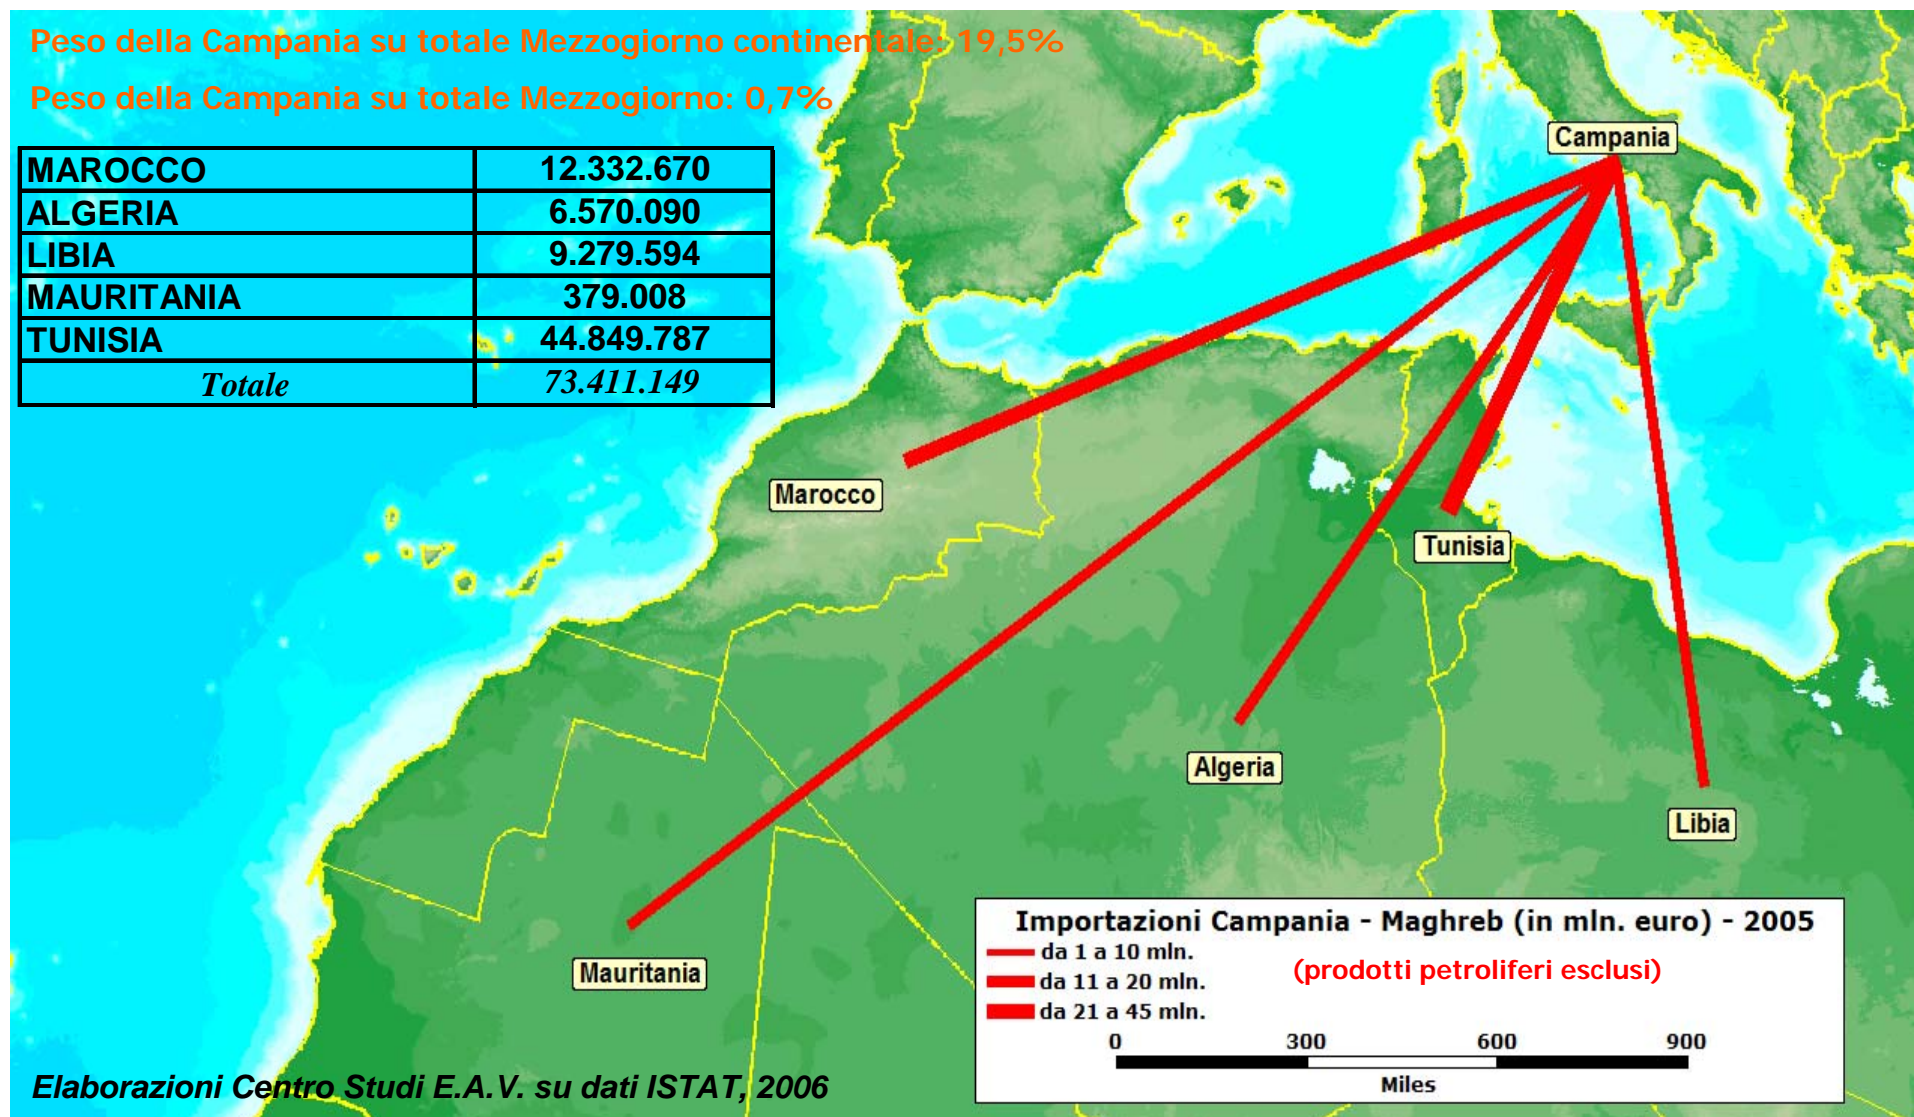 Peso della Campania su totale Mezzogiorno continentale: 19,5%
Peso della Campania su totale Mezzogiorno: 0,7%
MAROCCO 12.332.670
ALGERIA 6.570.090
LIBIA 9.279.594
MAURITANIA 379.008
TUNISIA 44.849.787
Totale 73.411.149
Campania
Marocco
Tunisia
Algeria
Libia
Mauritania
Importazioni Campania - Maghreb (in mln. euro) - 2005
da 1 a 10 mln.
(prodotti petroliferi esclusi)
da 11 a 20 mln.
da 21 a 45 mln.
0 300 600 900
Miles
Elaborazioni Centro Studi E.A.V. su dati ISTAT, 2006